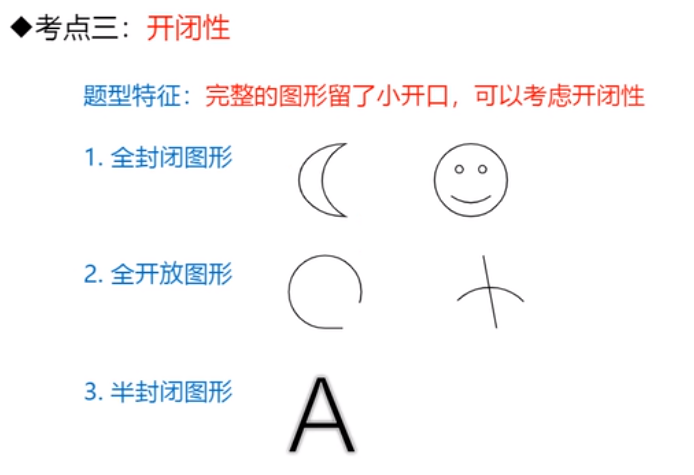 ◆考点三：开闭性
题型特征：完整的图形留了小开口，可以考虑开闭性
1. 全封闭图形
2. 全开放图形
3. 半封闭图形
A